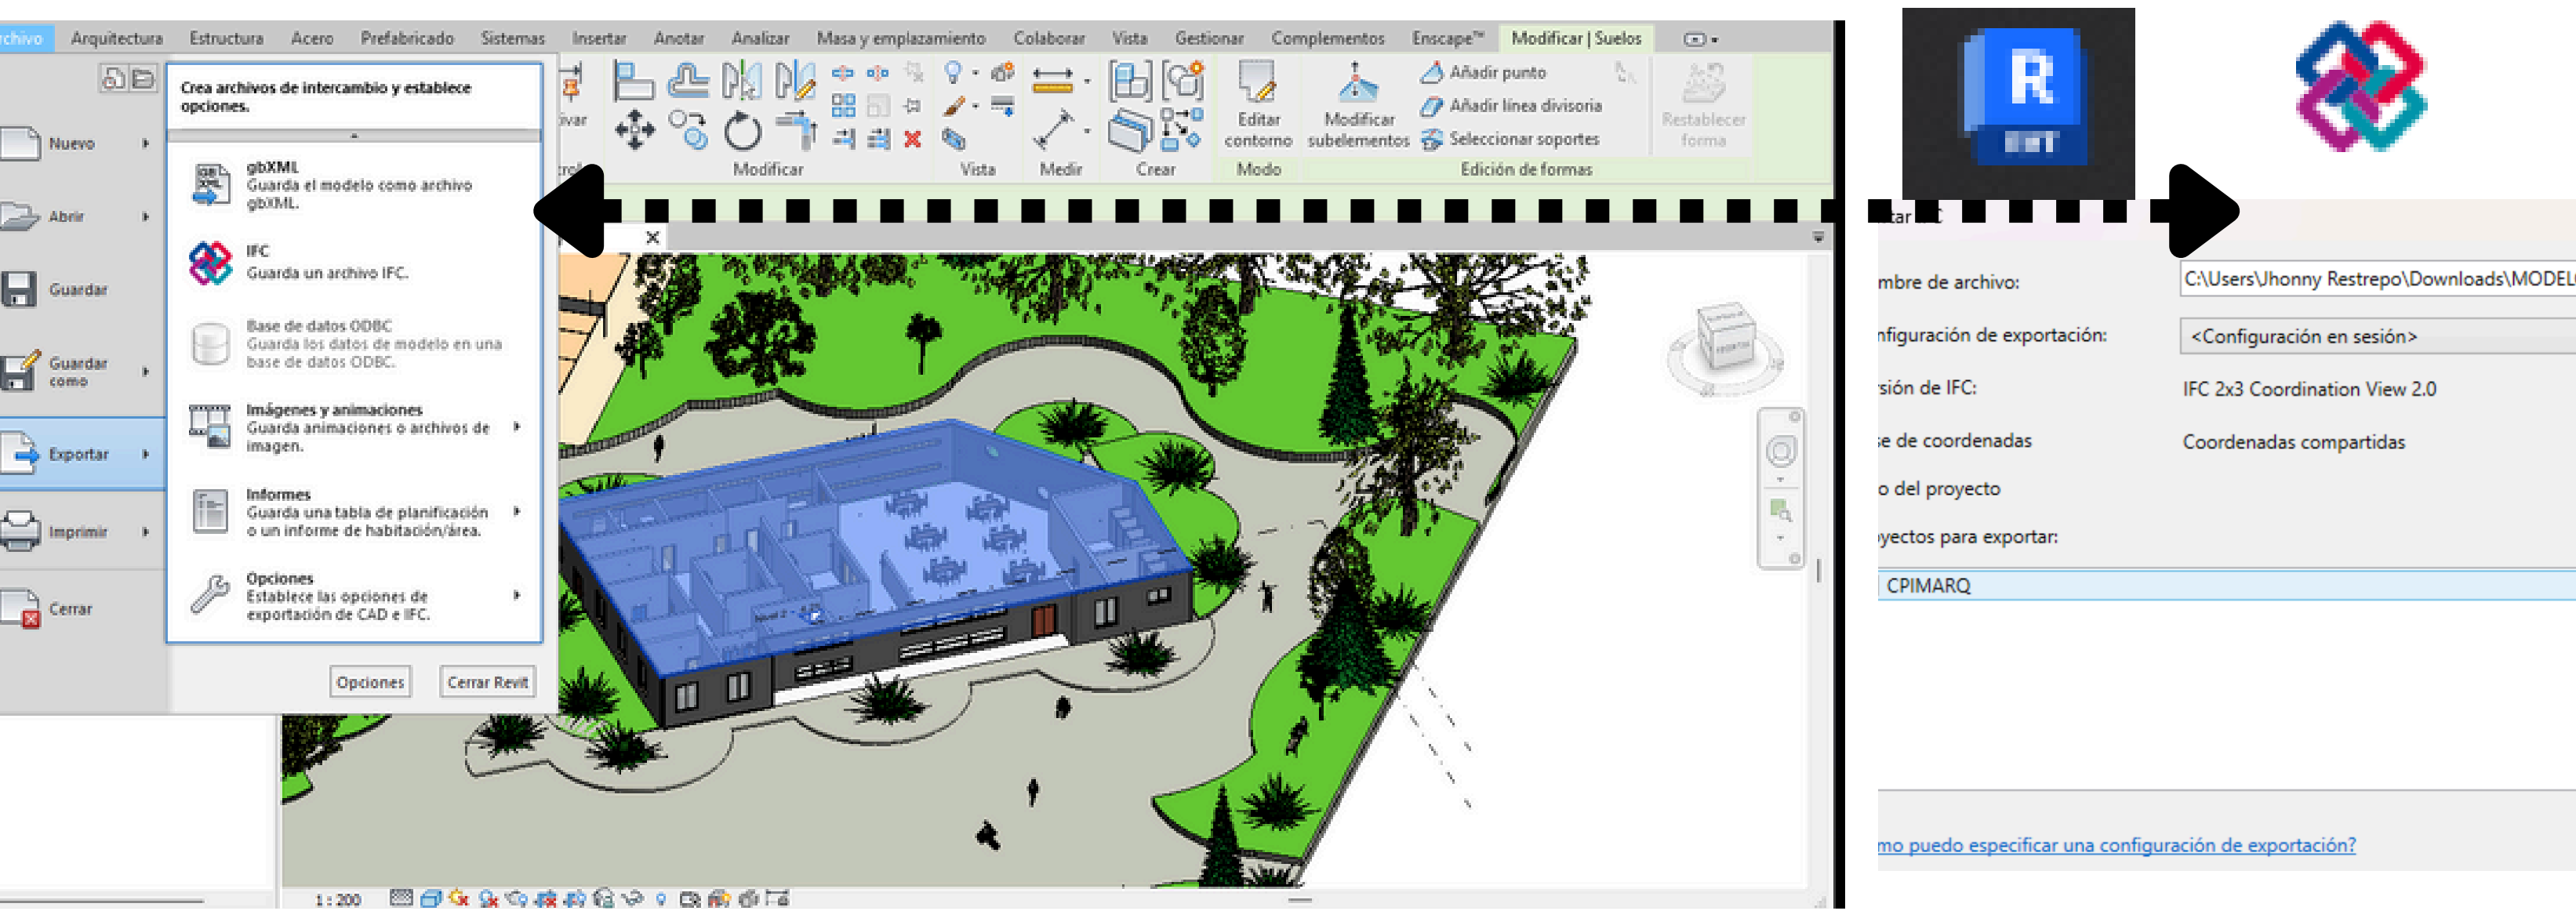 rchivo Arquitectura Estructura Acero Prefabricado Sistemas Insertar Anotar Analizar Masa y emplazamiento Colaborar Vista Gestionar Complementos Enscape™ Modificar | Suelos
Crea archivos de intercambio y establece
opciones.
Nuevo
Abrir
Guardar
Guardar
como
Exportar
Imprimir
Cerrar
gbXML
Guarda el modelo como archivo
gbXML.
IFC
Guarda un archivo IFC.
Base de datos ODBC
Guarda los datos de modelo en una
base de datos ODBC.
Imágenes y animaciones
Guarda animaciones o archivos de
imagen.
Informes
Guarda una tabla de planificación
o un informe de habitación/área.
Opciones
Establece las opciones de
exportación de CAD e IFC.
Opciones Cerrar Revit
ivar
Añadir punto
Añadir línea divisoria
Seleccionar soportes
Editar
contorno
Modificar
subelementos
Restablecer
forma
Modificar Vista Medir Crear Modo Edición de formas
1 : 200
R
mbre de archivo: C:\Users\Jhonny Restrepo\Downloads\MODEL
nfiguración de exportación: <Configuración en sesión>
sión de IFC: IFC 2x3 Coordination View 2.0
se de coordenadas Coordenadas compartidas
o del proyecto
yectos para exportar:
CPIMARQ
mo puedo especificar una configuración de exportación?